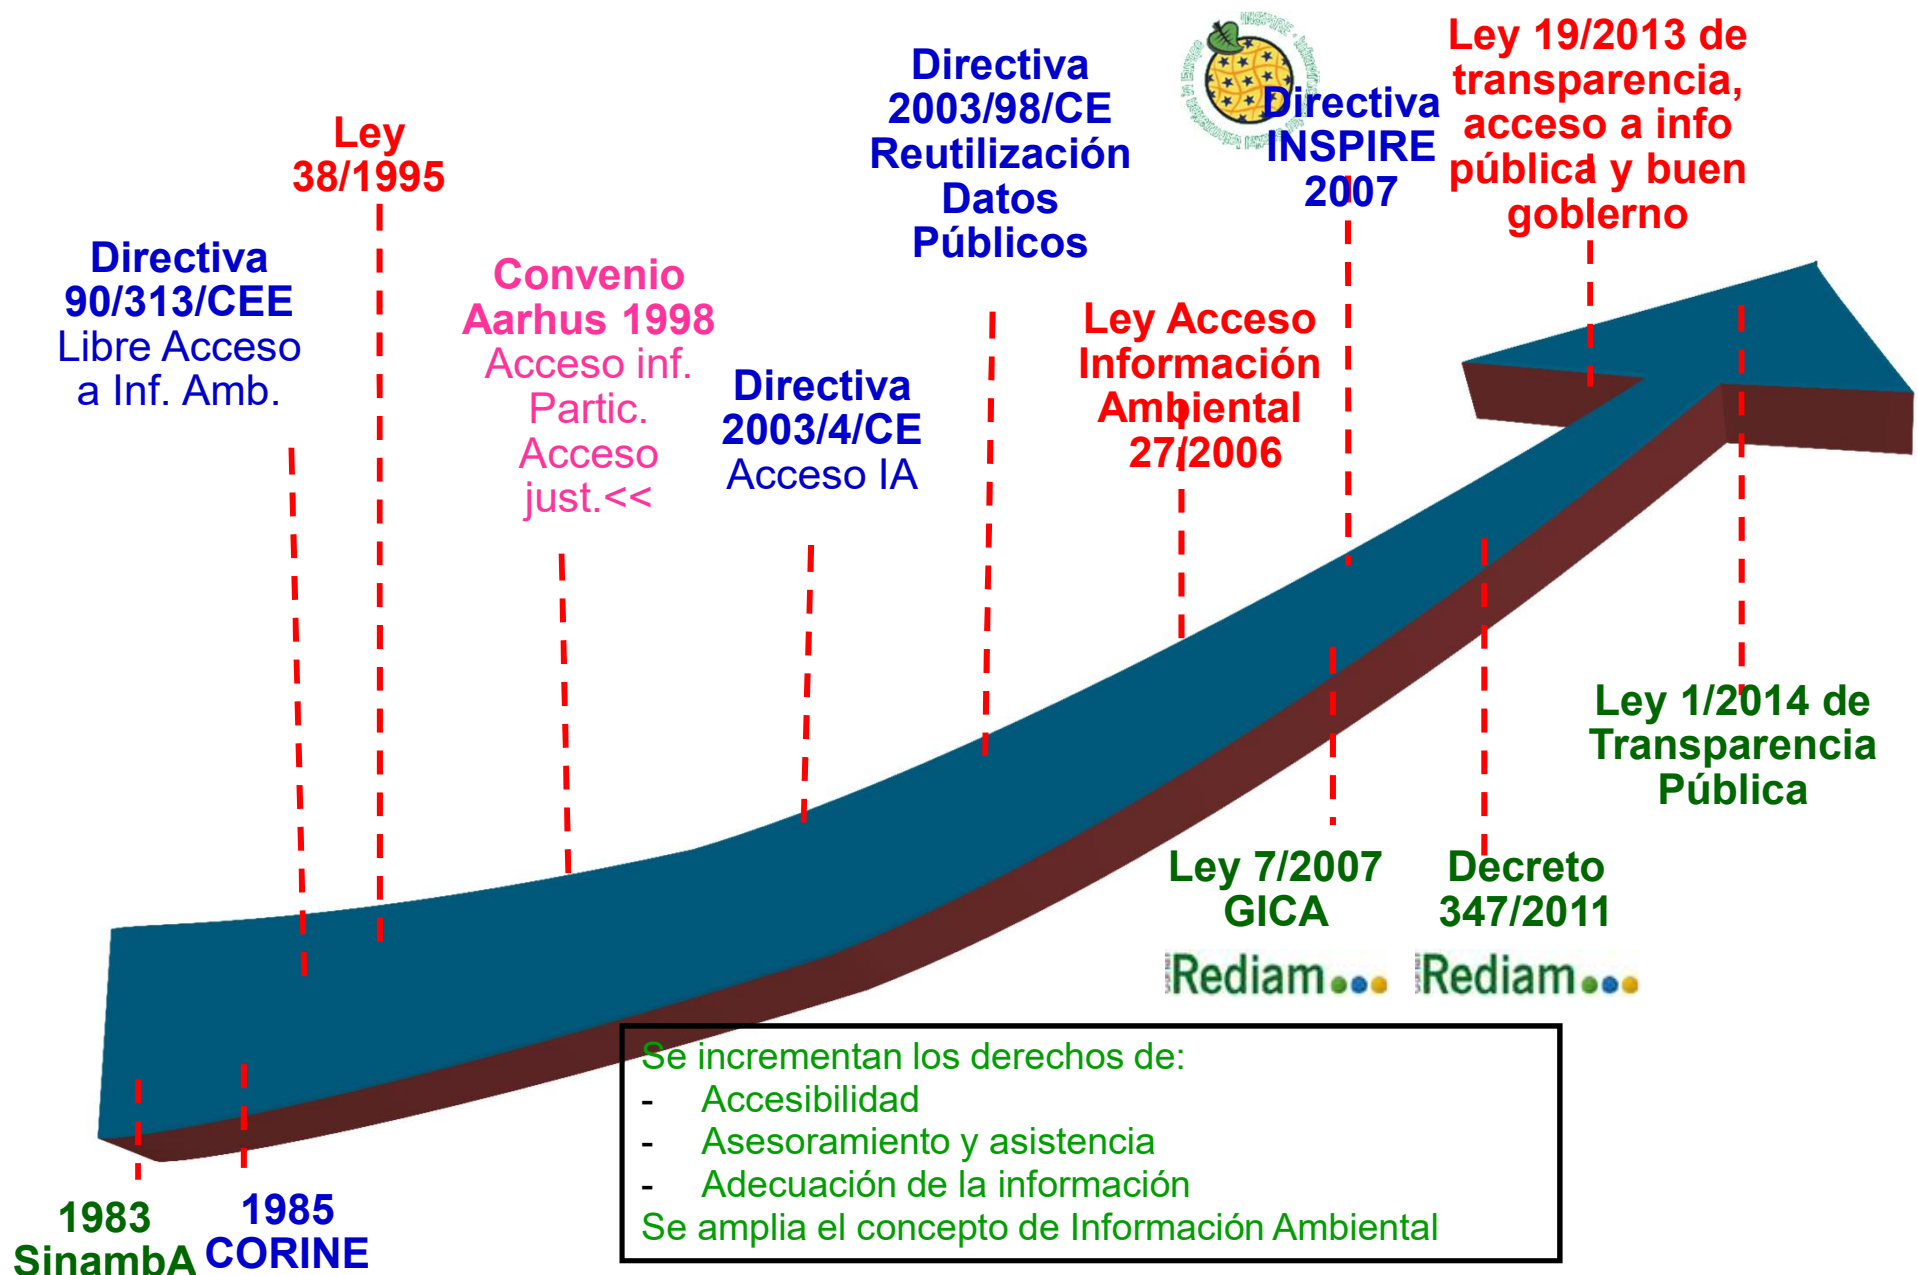 Directiva
90/313/CEE
Libre Acceso
a Inf. Amb.
Ley
38/1995
Convenio
Aarhus 1998
Acceso inf.
Partic.
Acceso
just.<<
Directiva
2003/4/CE
Acceso IA
Directiva
2003/98/CE
Reutilización
Datos
Públicos
Ley Acceso
Información
Ambiental
27/2006
Directiva
INSPIRE
2007
Ley 19/2013 de
transparencia,
acceso a info
pública y buen
gobierno
1983
SinambA
1985
CORINE
Ley 7/2007
GICA
Rediam
Decreto
347/2011
Rediam
Ley 1/2014 de
Transparencia
Pública
Se incrementan los derechos de:
- Accesibilidad
- Asesoramiento y asistencia
- Adecuación de la información
Se amplia el concepto de Información Ambiental